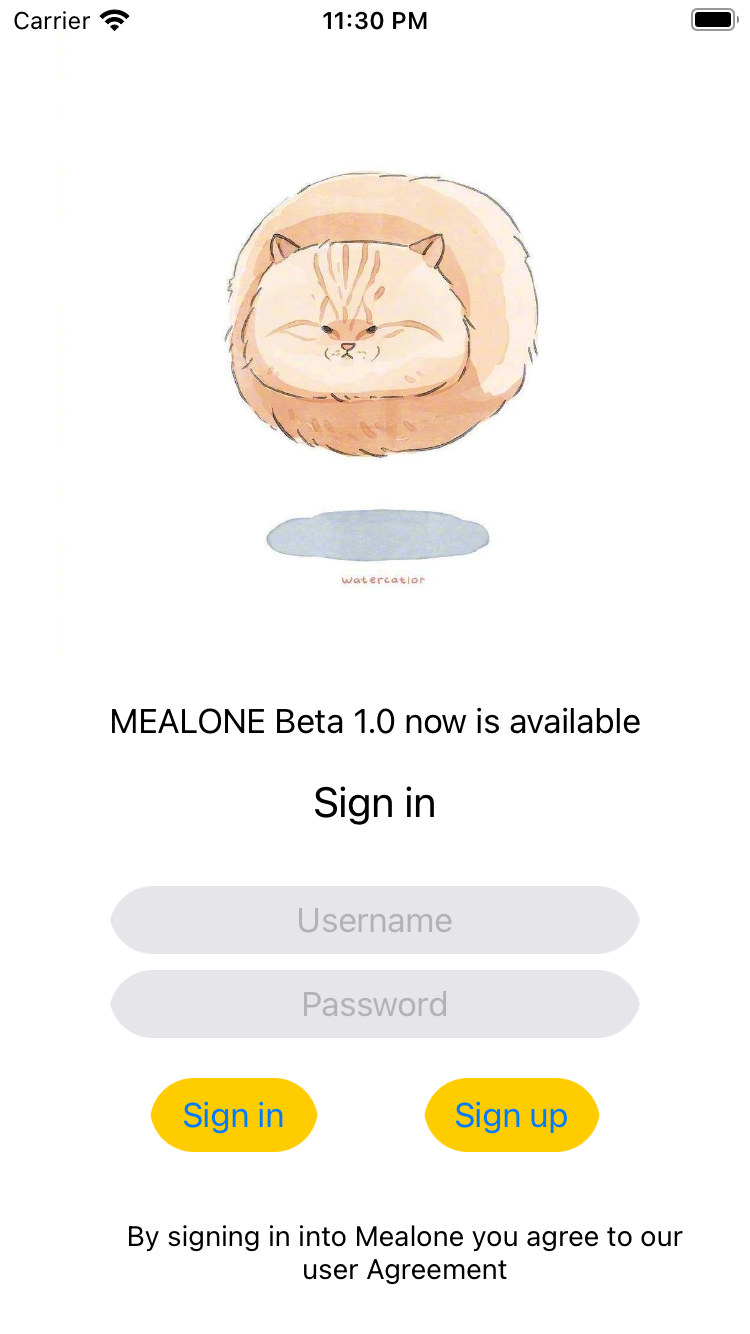 Carrier
11:30 PM
watercatior
MEALONE Beta 1.0 now is available
Sign in
Username
Password
Sign in
Sign up
By signing in into Mealone you agree to our
user Agreement